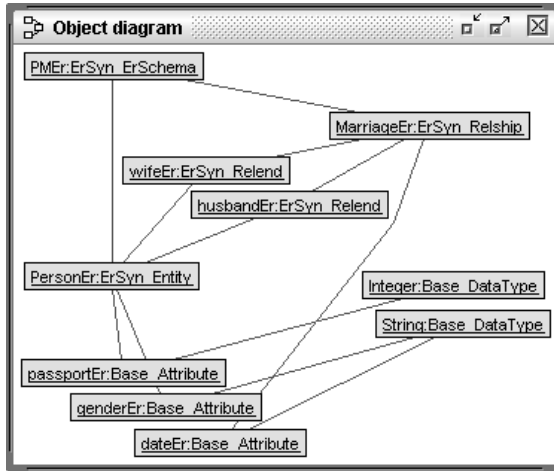 Object diagram
PMEr:ErSyn_ErSchema
MarriageEr:ErSyn_Relship
wifeEr:ErSyn_Relend
husbandEr:ErSyn_Relend
PersonEr:ErSyn_Entity
Integer:Base_DataType
String:Base_DataType
passportEr:Base_Attribute
genderEr:Base_Attribute
dateEr:Base_Attribute